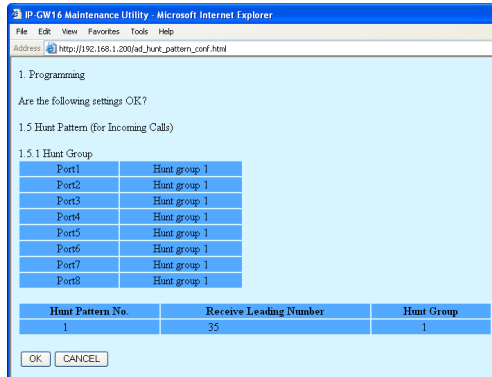 IP-GW16 Maintenance Utility - Microsoft Internet Explorer
File Edit View Favorites Tools Help
Address http://192.168.1.200/ad_hunt_pattern_conf.html
1. Programming
Are the following settings OK?
1.5 Hunt Pattern (for Incoming Calls)
1.5.1 Hunt Group
Port1 Hunt group 1
Port2 Hunt group 1
Port3 Hunt group 1
Port4 Hunt group 1
Port5 Hunt group 1
Port6 Hunt group 1
Port7 Hunt group 1
Port8 Hunt group 1
Hunt Pattern No. Receive Leading Number Hunt Group
1 35 1
OK CANCEL